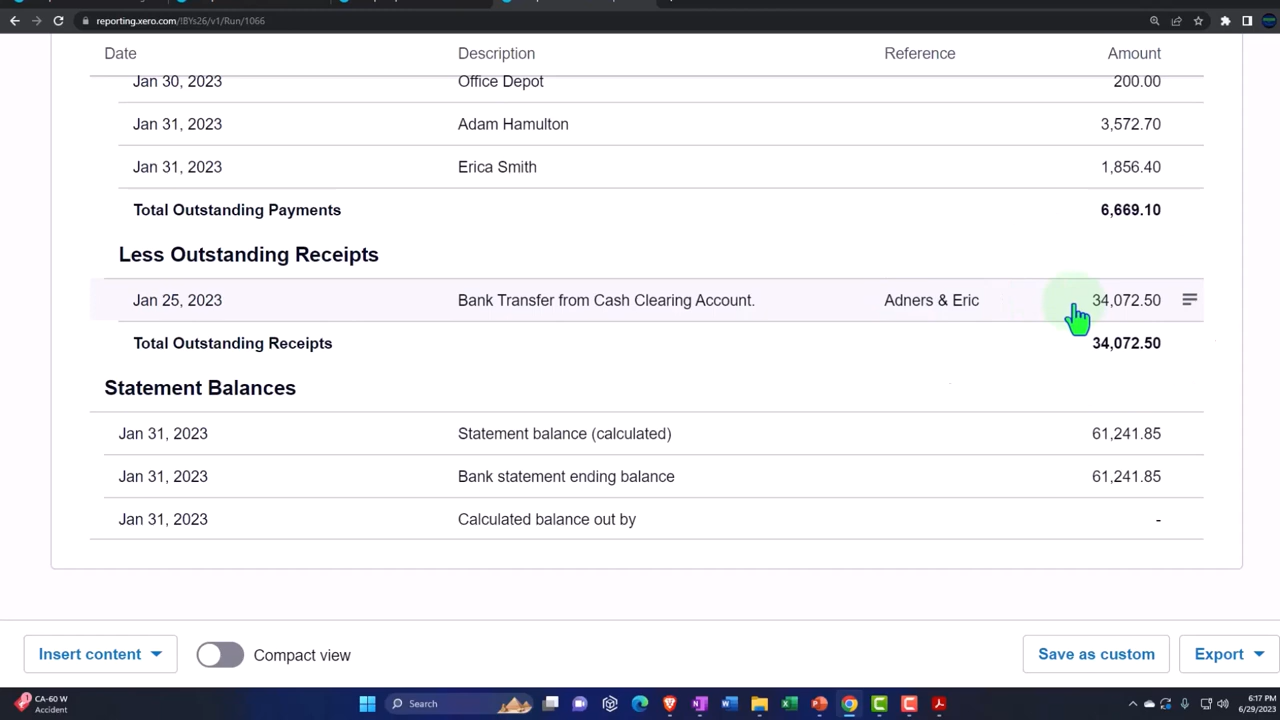 reporting.xero.com/!BYs26/v1/Run/1066
Date Description Reference Amount
Jan 30, 2023 Office Depot 200.00
Jan 31, 2023 Adam Hamulton 3,572.70
Jan 31, 2023 Erica Smith 1,856.40
Total Outstanding Payments 6,669.10
Less Outstanding Receipts
Jan 25, 2023 Bank Transfer from Cash Clearing Account. Adners & Eric 34,072.50
Total Outstanding Receipts 34,072.50
Statement Balances
Jan 31, 2023 Statement balance (calculated) 61,241.85
Jan 31, 2023 Bank statement ending balance 61,241.85
Jan 31, 2023 Calculated balance out by -
Insert content Compact view Save as custom Export
CA-60 W Search 6:17 PM
Accident 6/29/2023